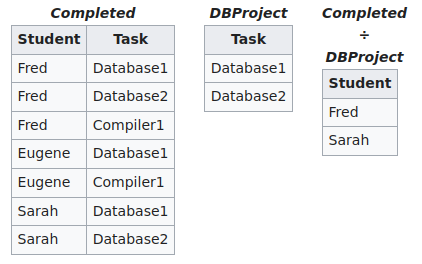 Completed
Student Task
Fred Database1
Fred Database2
Fred Compiler1
Eugene Database1
Eugene Compiler1
Sarah Database1
Sarah Database2
DBProject
Task
Database1
Database2
Completed
÷
DBProject
Student
Fred
Sarah